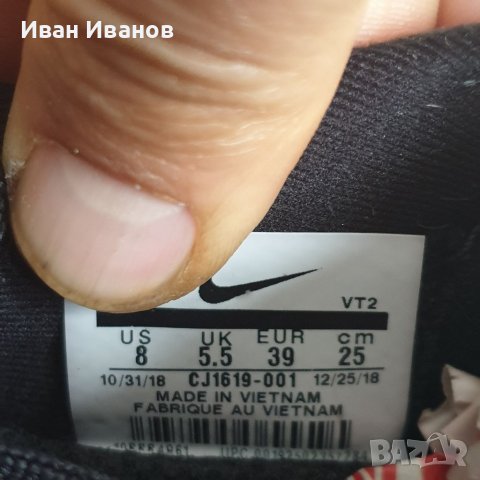 Иван Иванов
VT2
US UK EUR cm
8 5.5 39 25
10/31/18 CJ1619-001 12/25/18
MADE IN VIETNAM
FABRIQUE AU VIETNAM
BAZAR